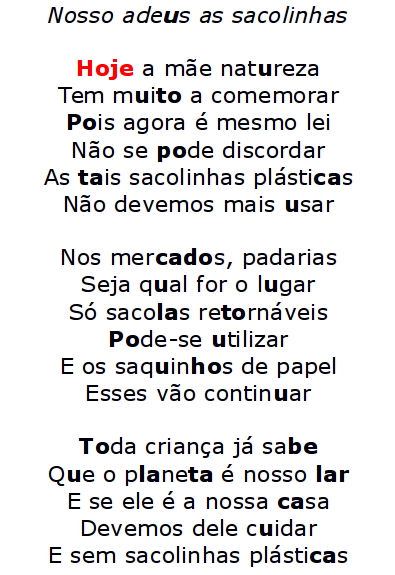 Nosso adeus as sacolinhas
Hoje a mãe natureza
Tem muito a comemorar
Pois agora é mesmo lei
Não se pode discordar
As tais sacolinhas plásticas
Não devemos mais usar
Nos mercados, padarias
Seja qual for o lugar
Só sacolas retornáveis
Pode-se utilizar
E os saquinhos de papel
Esses vão continuar
Toda criança já sabe
Que o planeta é nosso lar
E se ele é a nossa casa
Devemos dele cuidar
E sem sacolinhas plásticas